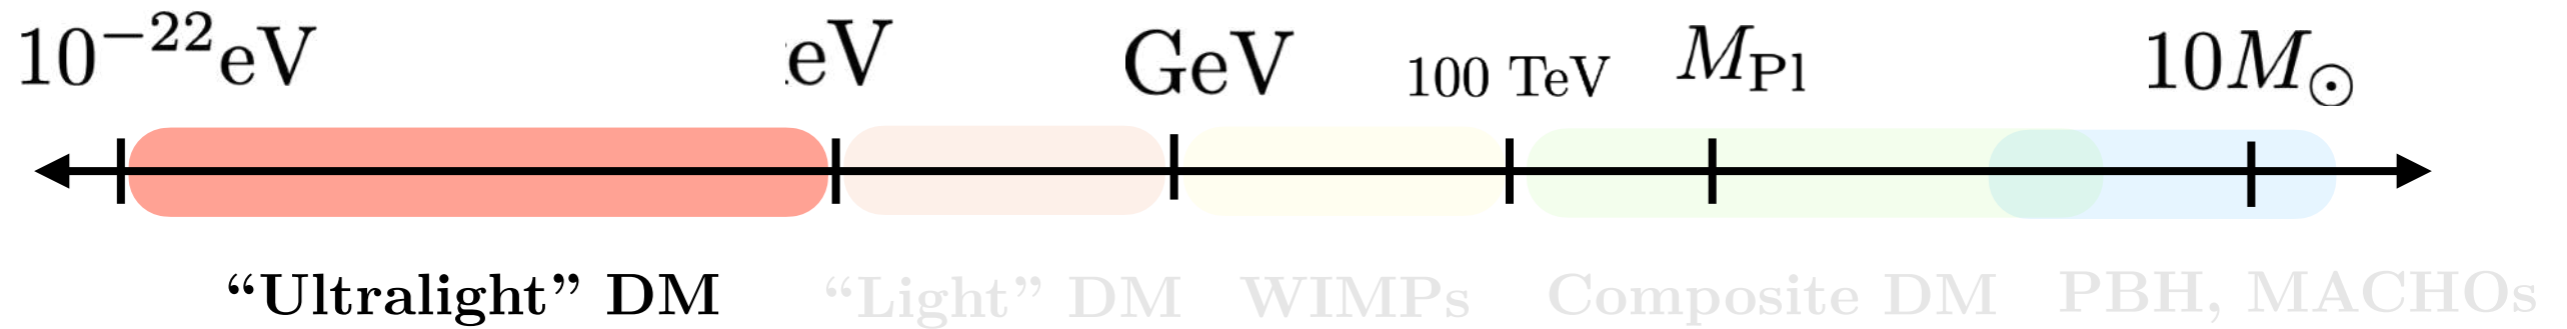 10⁻²²eV eV GeV 100 TeV M_Pl 10M_⊙
“Ultralight” DM “Light” DM WIMPs Composite DM PBH, MACHOs